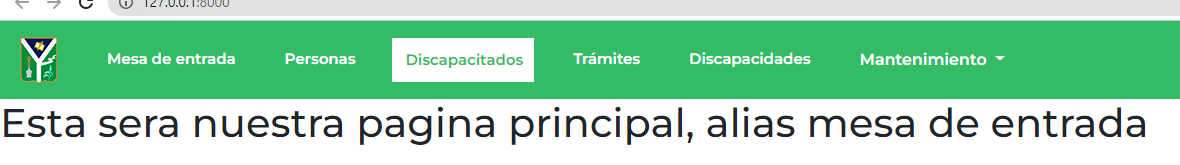 127.0.0.1:8000
Mesa de entrada Personas Discapacitados Trámites Discapacidades Mantenimiento
Esta sera nuestra pagina principal, alias mesa de entrada